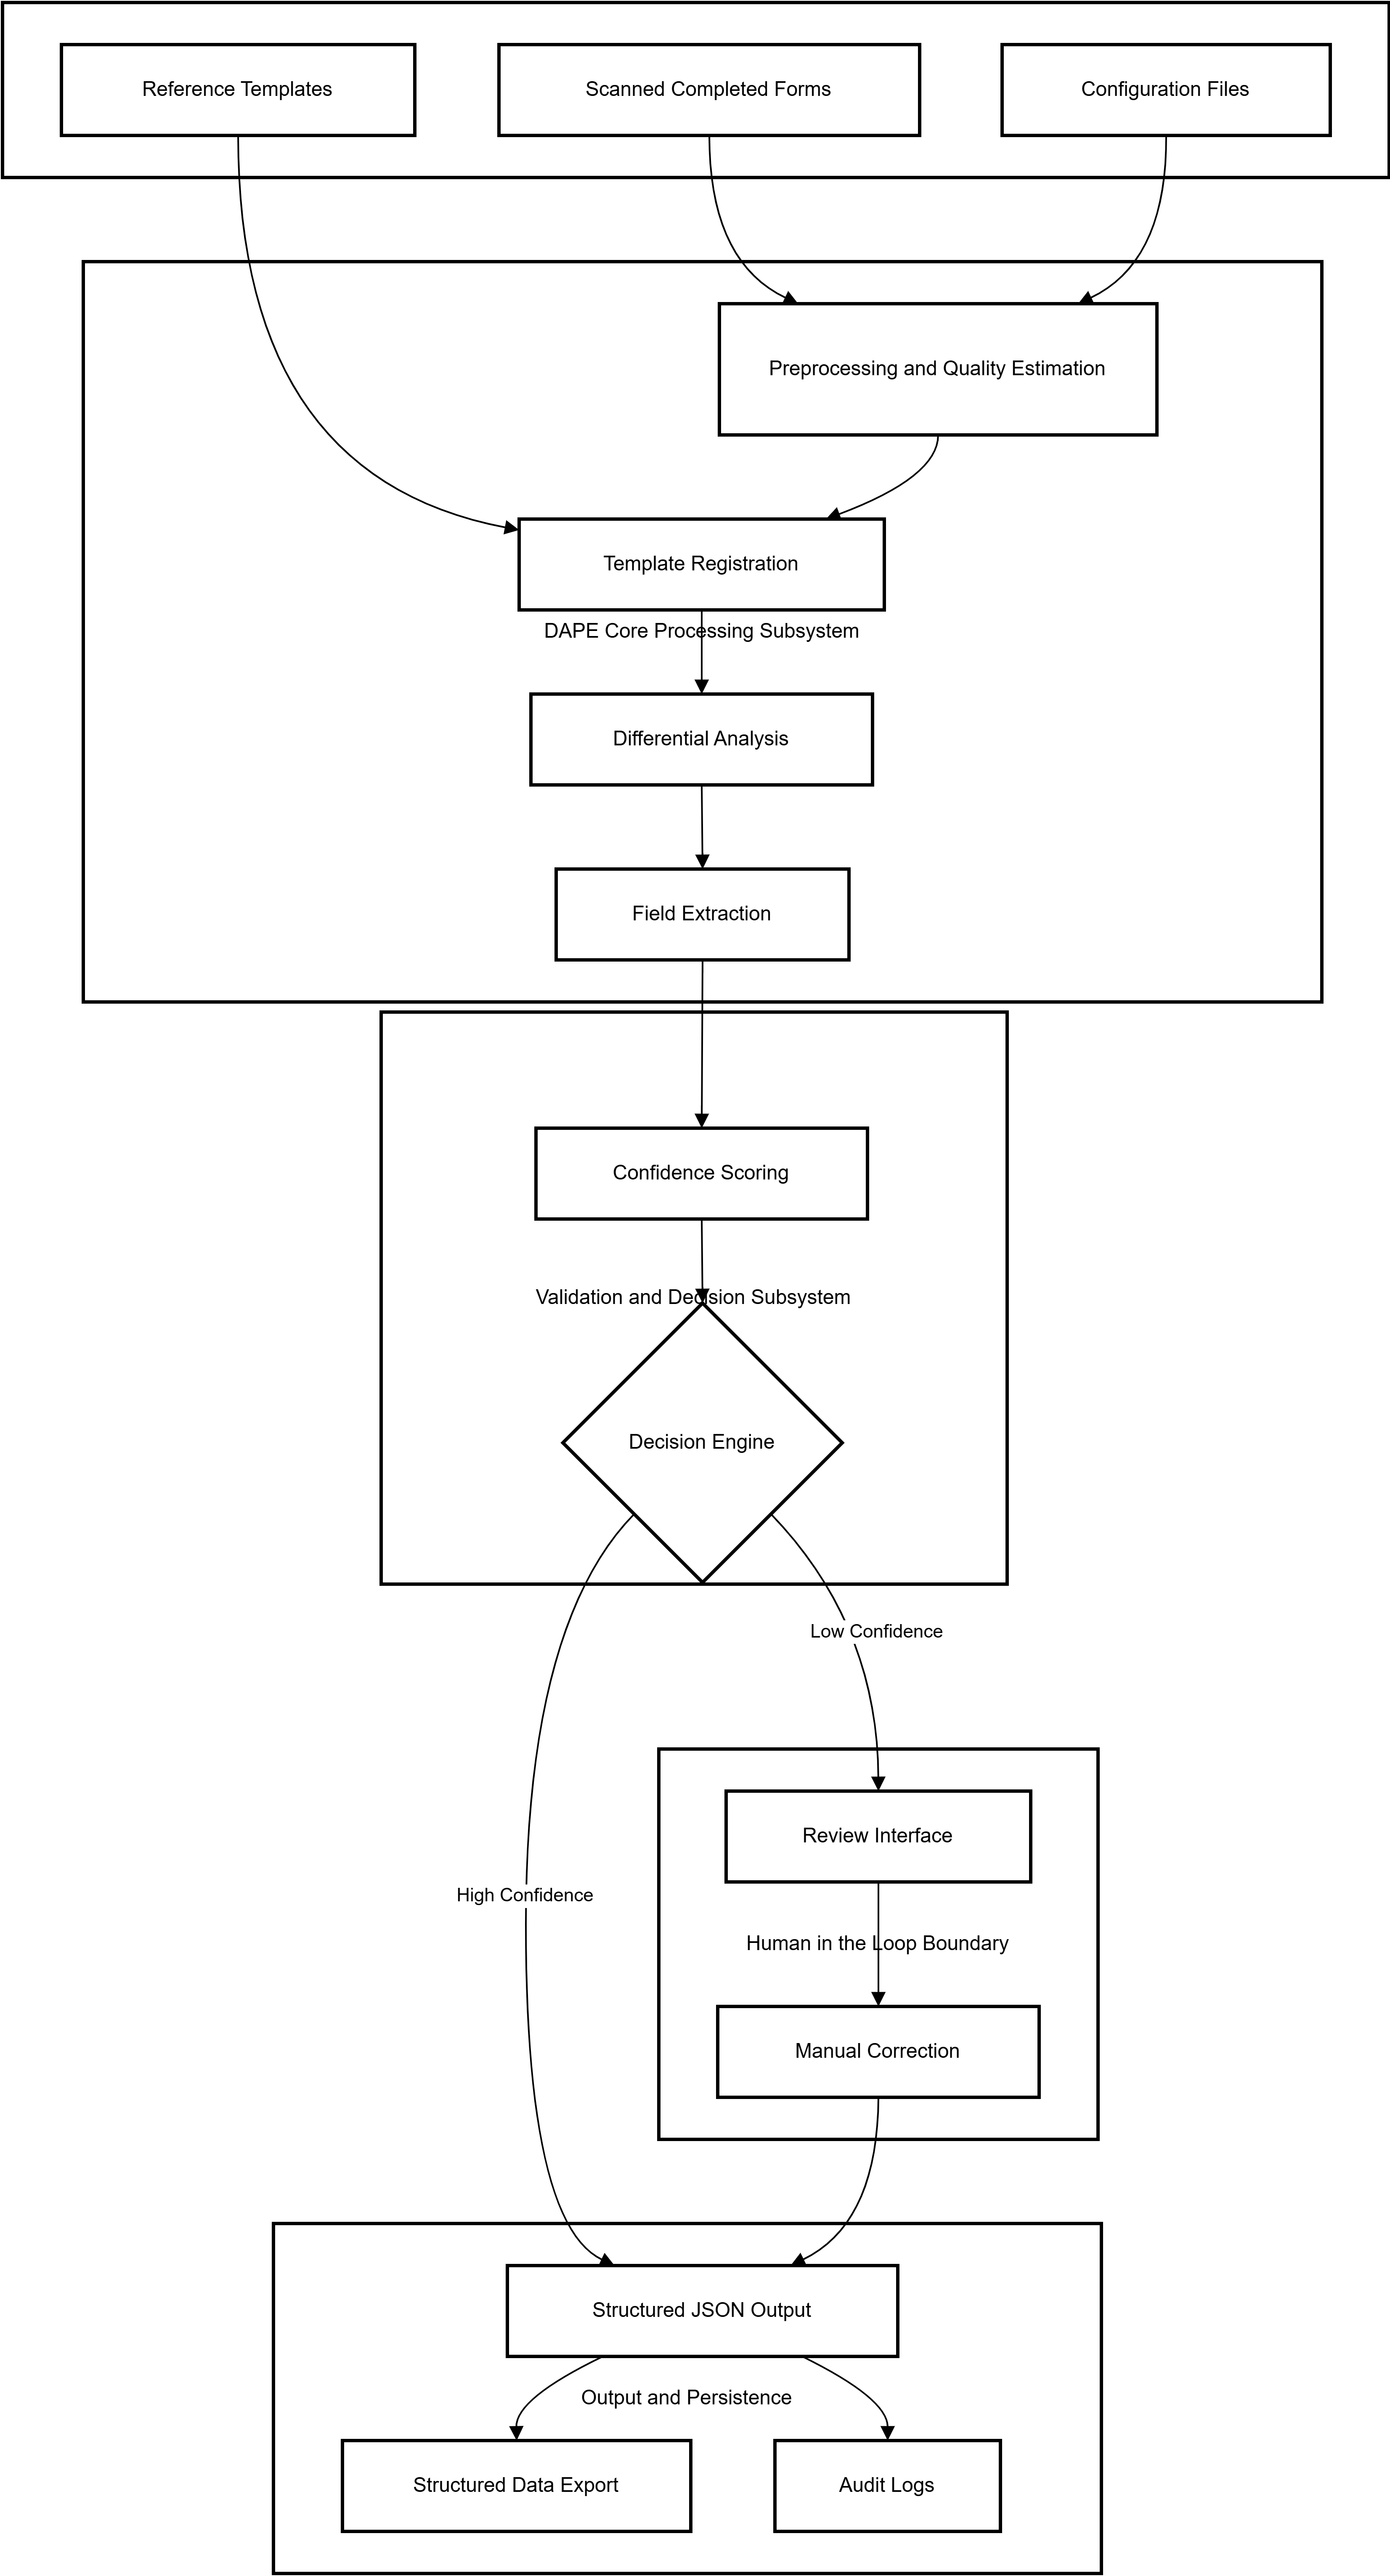 Reference Templates
Scanned Completed Forms
Configuration Files
Preprocessing and Quality Estimation
Template Registration
DAPE Core Processing Subsystem
Differential Analysis
Field Extraction
Confidence Scoring
Validation and Decision Subsystem
Decision Engine
Low Confidence
Review Interface
High Confidence
Human in the Loop Boundary
Manual Correction
Structured JSON Output
Output and Persistence
Structured Data Export
Audit Logs